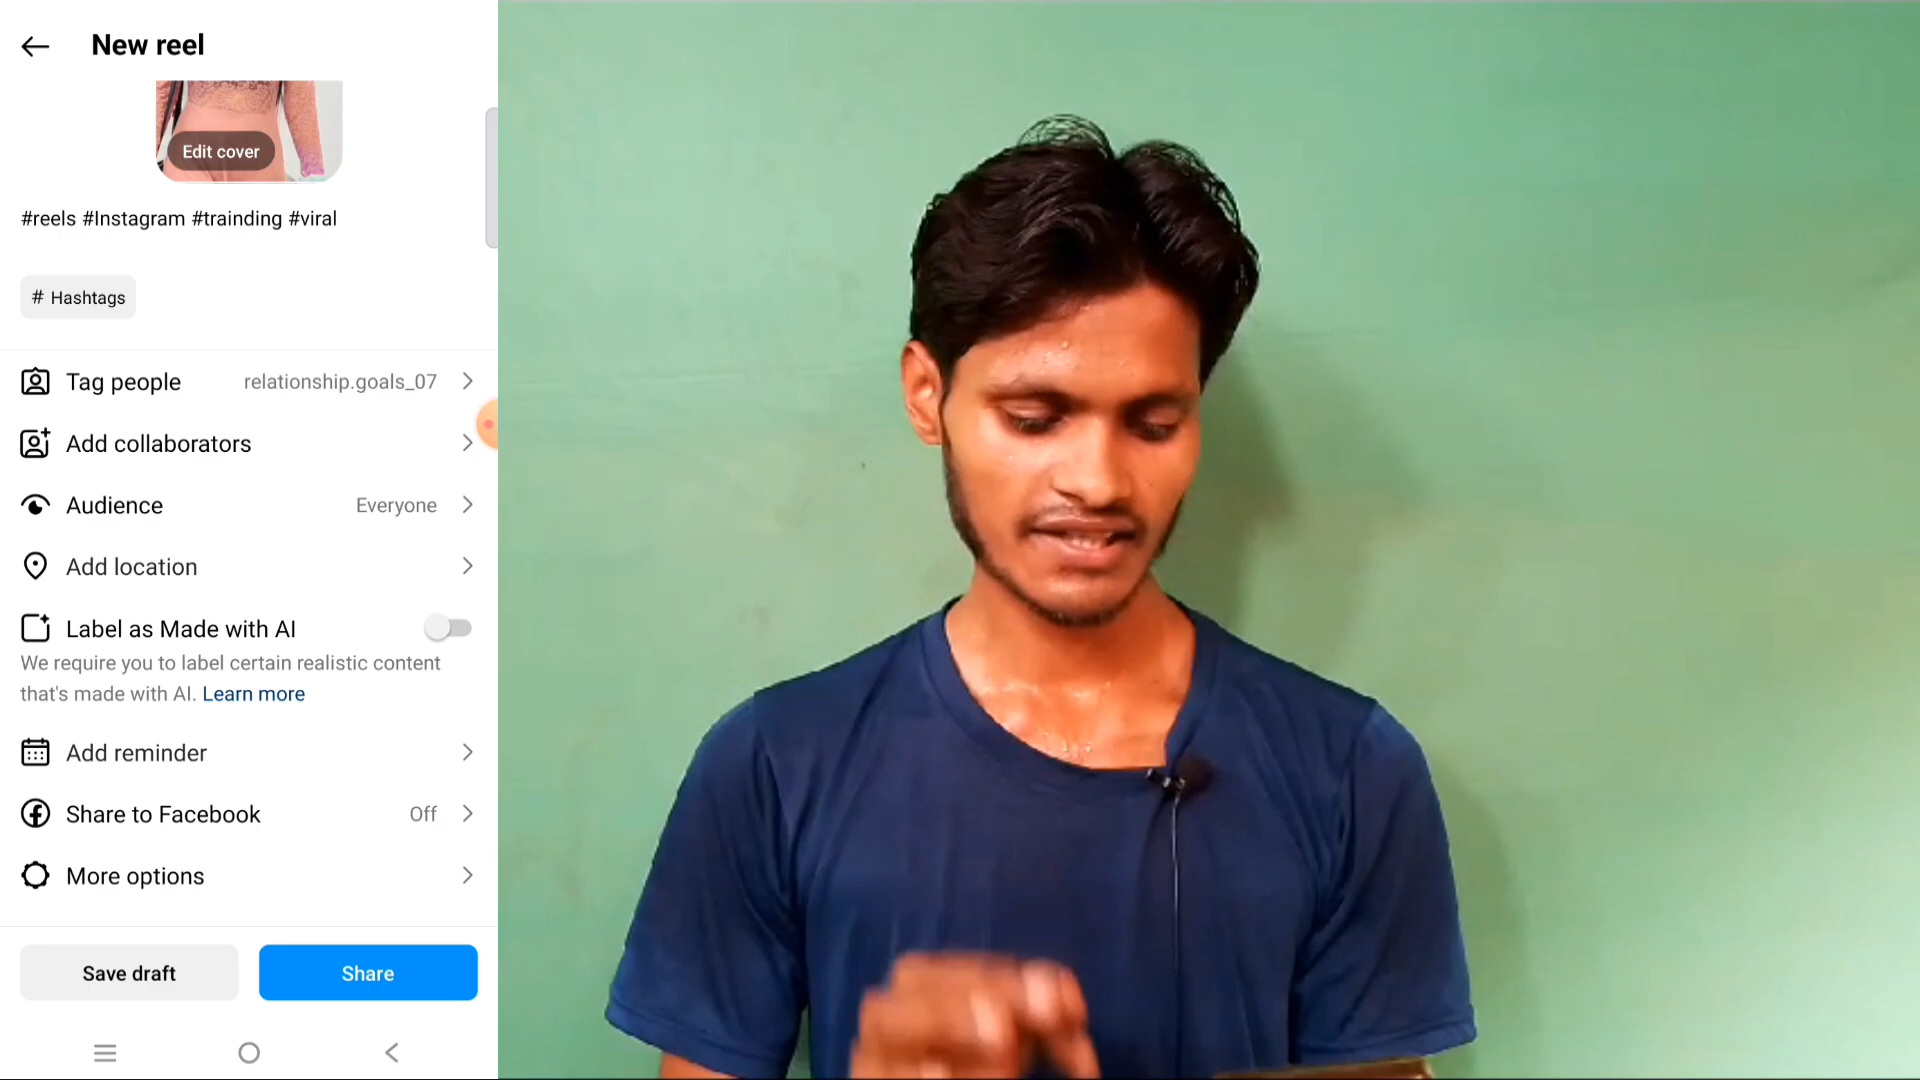 New reel
Edit cover
#reels #Instagram #trainding #viral
# Hashtags
Tag people relationship.goals_07
Add collaborators
Audience Everyone
Add location
Label as Made with AI
We require you to label certain realistic content
that's made with AI. Learn more
Add reminder
Share to Facebook Off
More options
Save draft Share